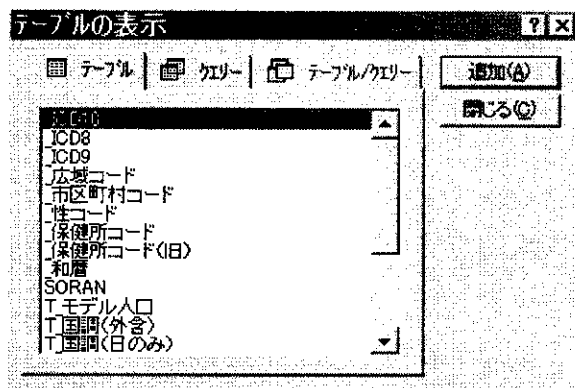 テーブルの表示
テーブル
クエリー
テーブル/クエリー
追加(A)
閉じる(C)
_ICD10
_ICD8
_ICD9
_広域コード
_市区町村コード
_性コード
_保健所コード
_保健所コード(旧)
_和暦
SORAN
T_モデル人口
T_国調(外含)
T_国調(日のみ)